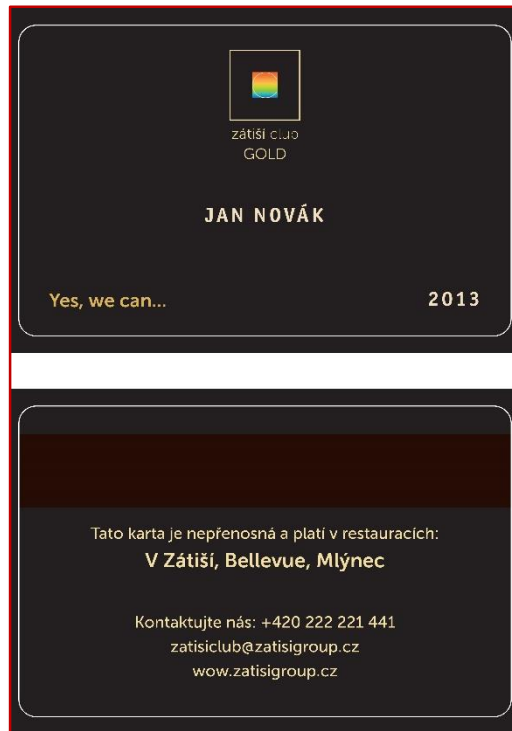 zátiší club
GOLD
JAN NOVÁK
Yes, we can...
2013
Tato karta je nepřenosná a platí v restauracích:
V Zátiší, Bellevue, Mlýnec
Kontaktujte nás: +420 222 221 441
zatisiclub@zatisigroup.cz
wow.zatisigroup.cz